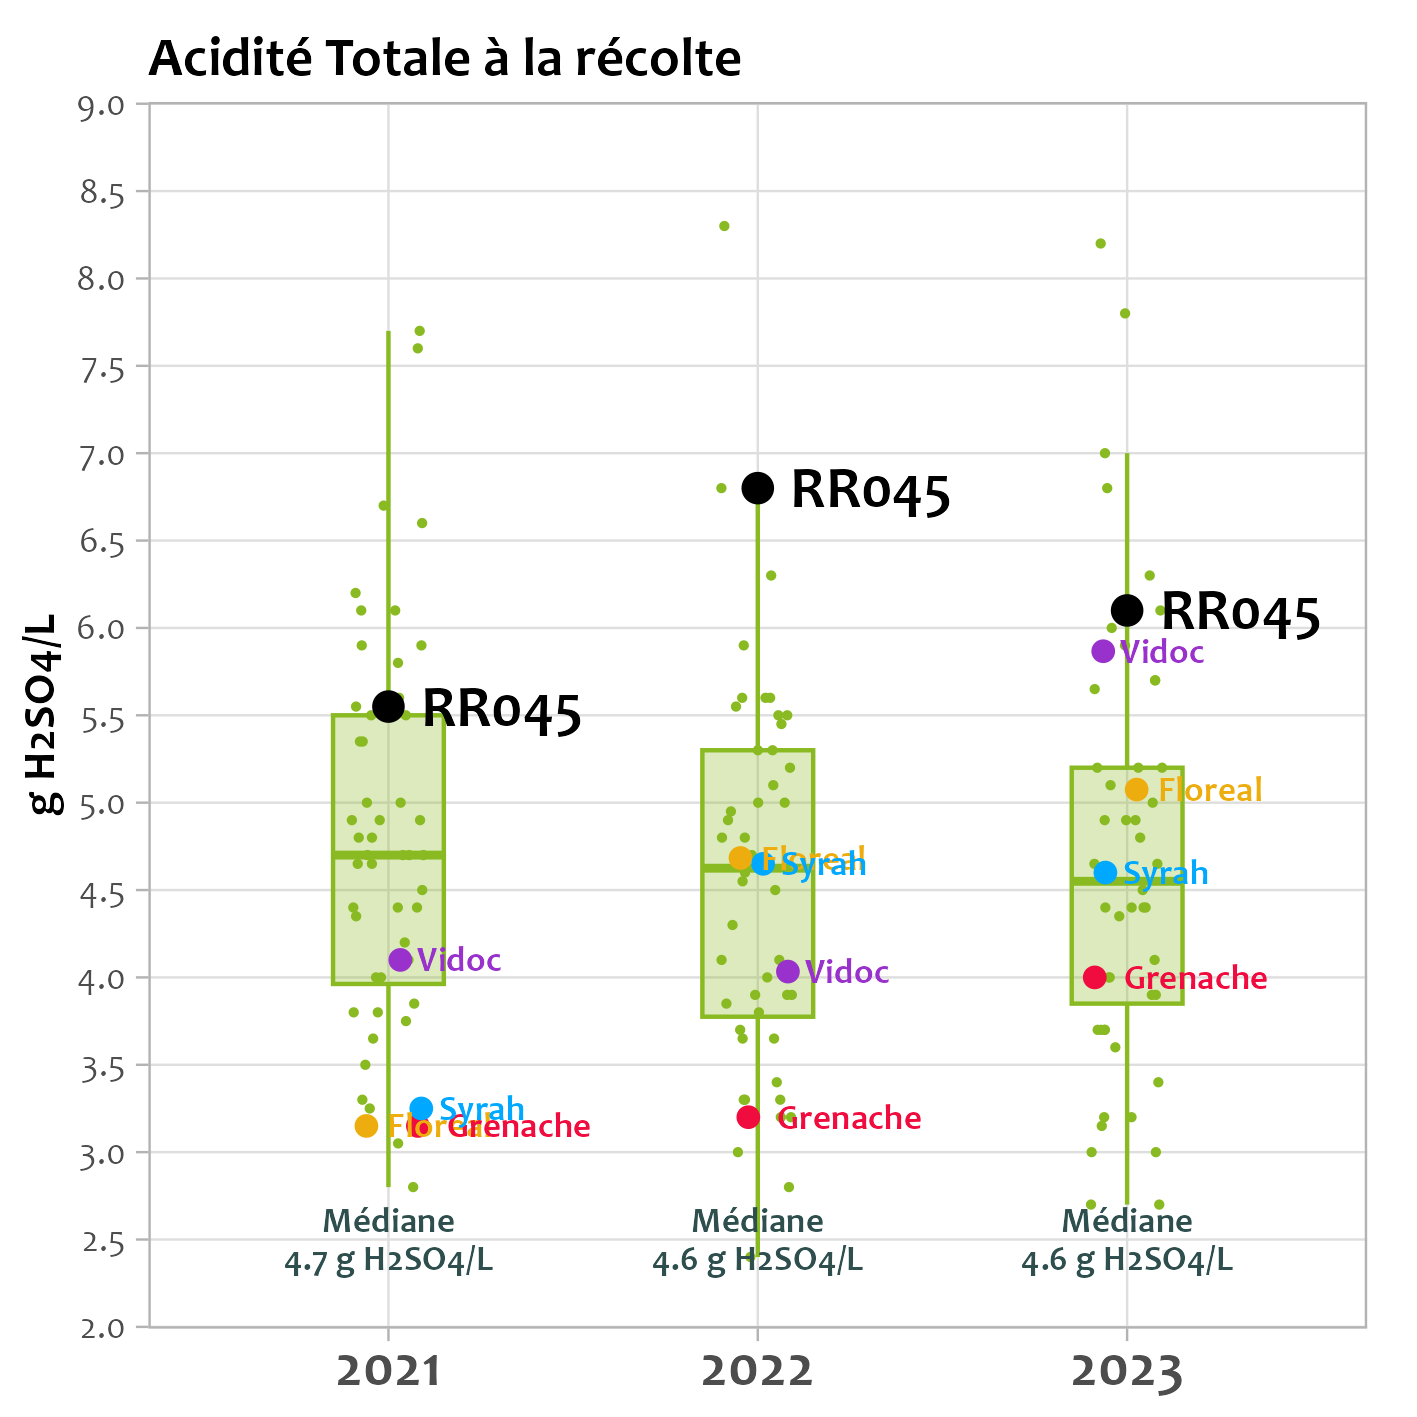 Acidité Totale à la récolte
g H2SO4/L
9.0
8.5
8.0
7.5
7.0
6.5
6.0
5.5
5.0
4.5
4.0
3.5
3.0
2.5
2.0
RR045
RR045
RR045
Vidoc
Floreal
Floreal
Syrah
Syrah
Vidoc
Vidoc
Grenache
Syrah
Floreal
Grenache
Grenache
Médiane
4.7 g H2SO4/L
Médiane
4.6 g H2SO4/L
Médiane
4.6 g H2SO4/L
2021
2022
2023